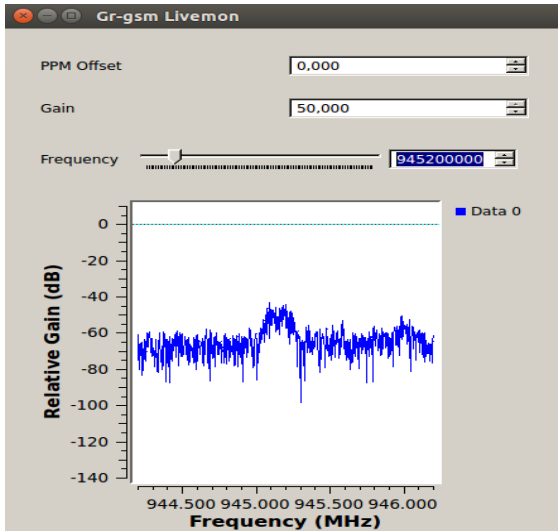 Gr-gsm Livemon
PPM Offset 0,000
Gain 50,000
Frequency 945200000
Data 0
0
-20
-40
-60
-80
-100
-120
-140
Relative Gain (dB)
944.500 945.000 945.500 946.000
Frequency (MHz)